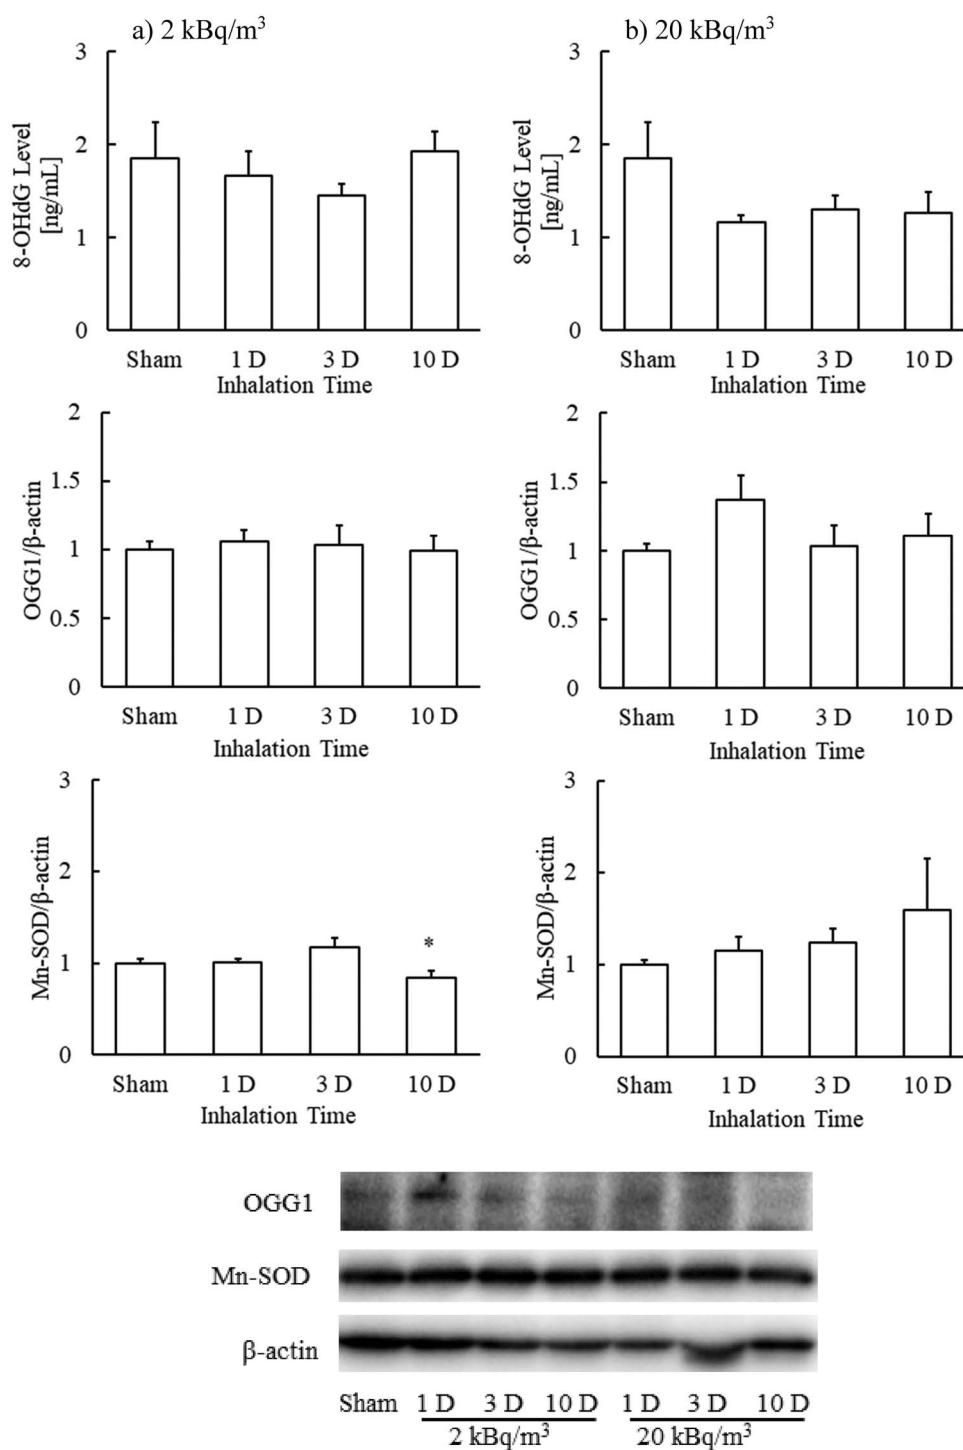 a) 2 kBq/m³
b) 20 kBq/m³
8-OHdG Level
[ng/mL]
3
2
1
0
Sham 1 D 3 D 10 D
Inhalation Time
8-OHdG Level
[ng/mL]
3
2
1
0
Sham 1 D 3 D 10 D
Inhalation Time
OGG1/β-actin
2
1.5
1
0.5
0
Sham 1 D 3 D 10 D
Inhalation Time
OGG1/β-actin
2
1.5
1
0.5
0
Sham 1 D 3 D 10 D
Inhalation Time
Mn-SOD/β-actin
3
2
1
0
*
Sham 1 D 3 D 10 D
Inhalation Time
Mn-SOD/β-actin
3
2
1
0
Sham 1 D 3 D 10 D
Inhalation Time
OGG1
Mn-SOD
β-actin
Sham 1 D 3 D 10 D 1 D 3 D 10 D
2 kBq/m³ 20 kBq/m³